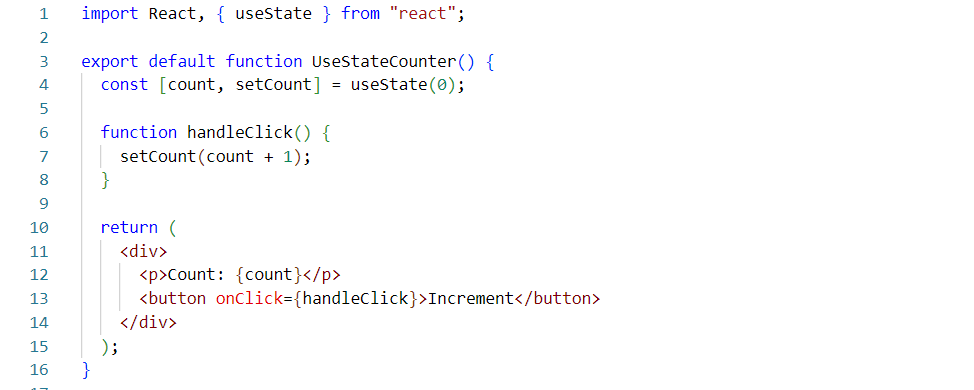 1 import React, { useState } from "react";
2
3 export default function UseStateCounter() {
4   const [count, setCount] = useState(0);
5
6   function handleClick() {
7     setCount(count + 1);
8   }
9
10   return (
11     <div>
12       <p>Count: {count}</p>
13       <button onClick={handleClick}>Increment</button>
14     </div>
15   );
16 }